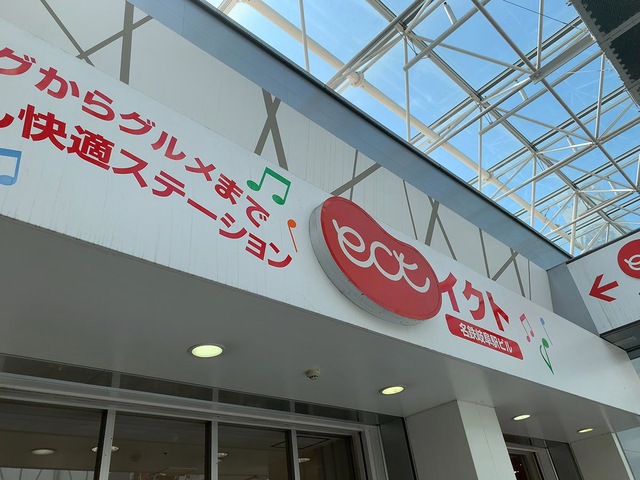 グからグルメまで
快適ステーション
ect
イクト
名鉄岐阜駅ビル